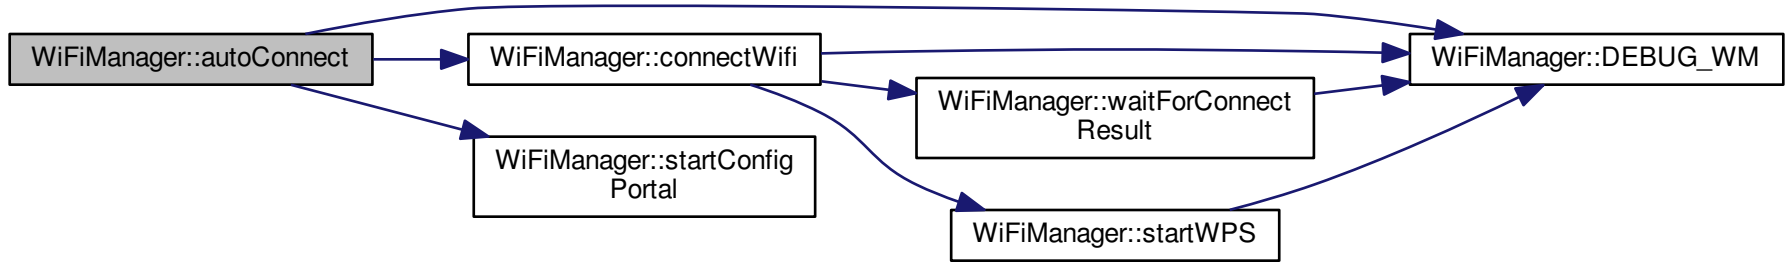 WiFiManager::autoConnect
WiFiManager::connectWifi
WiFiManager::DEBUG_WM
WiFiManager::waitForConnect
Result
WiFiManager::startConfig
Portal
WiFiManager::startWPS